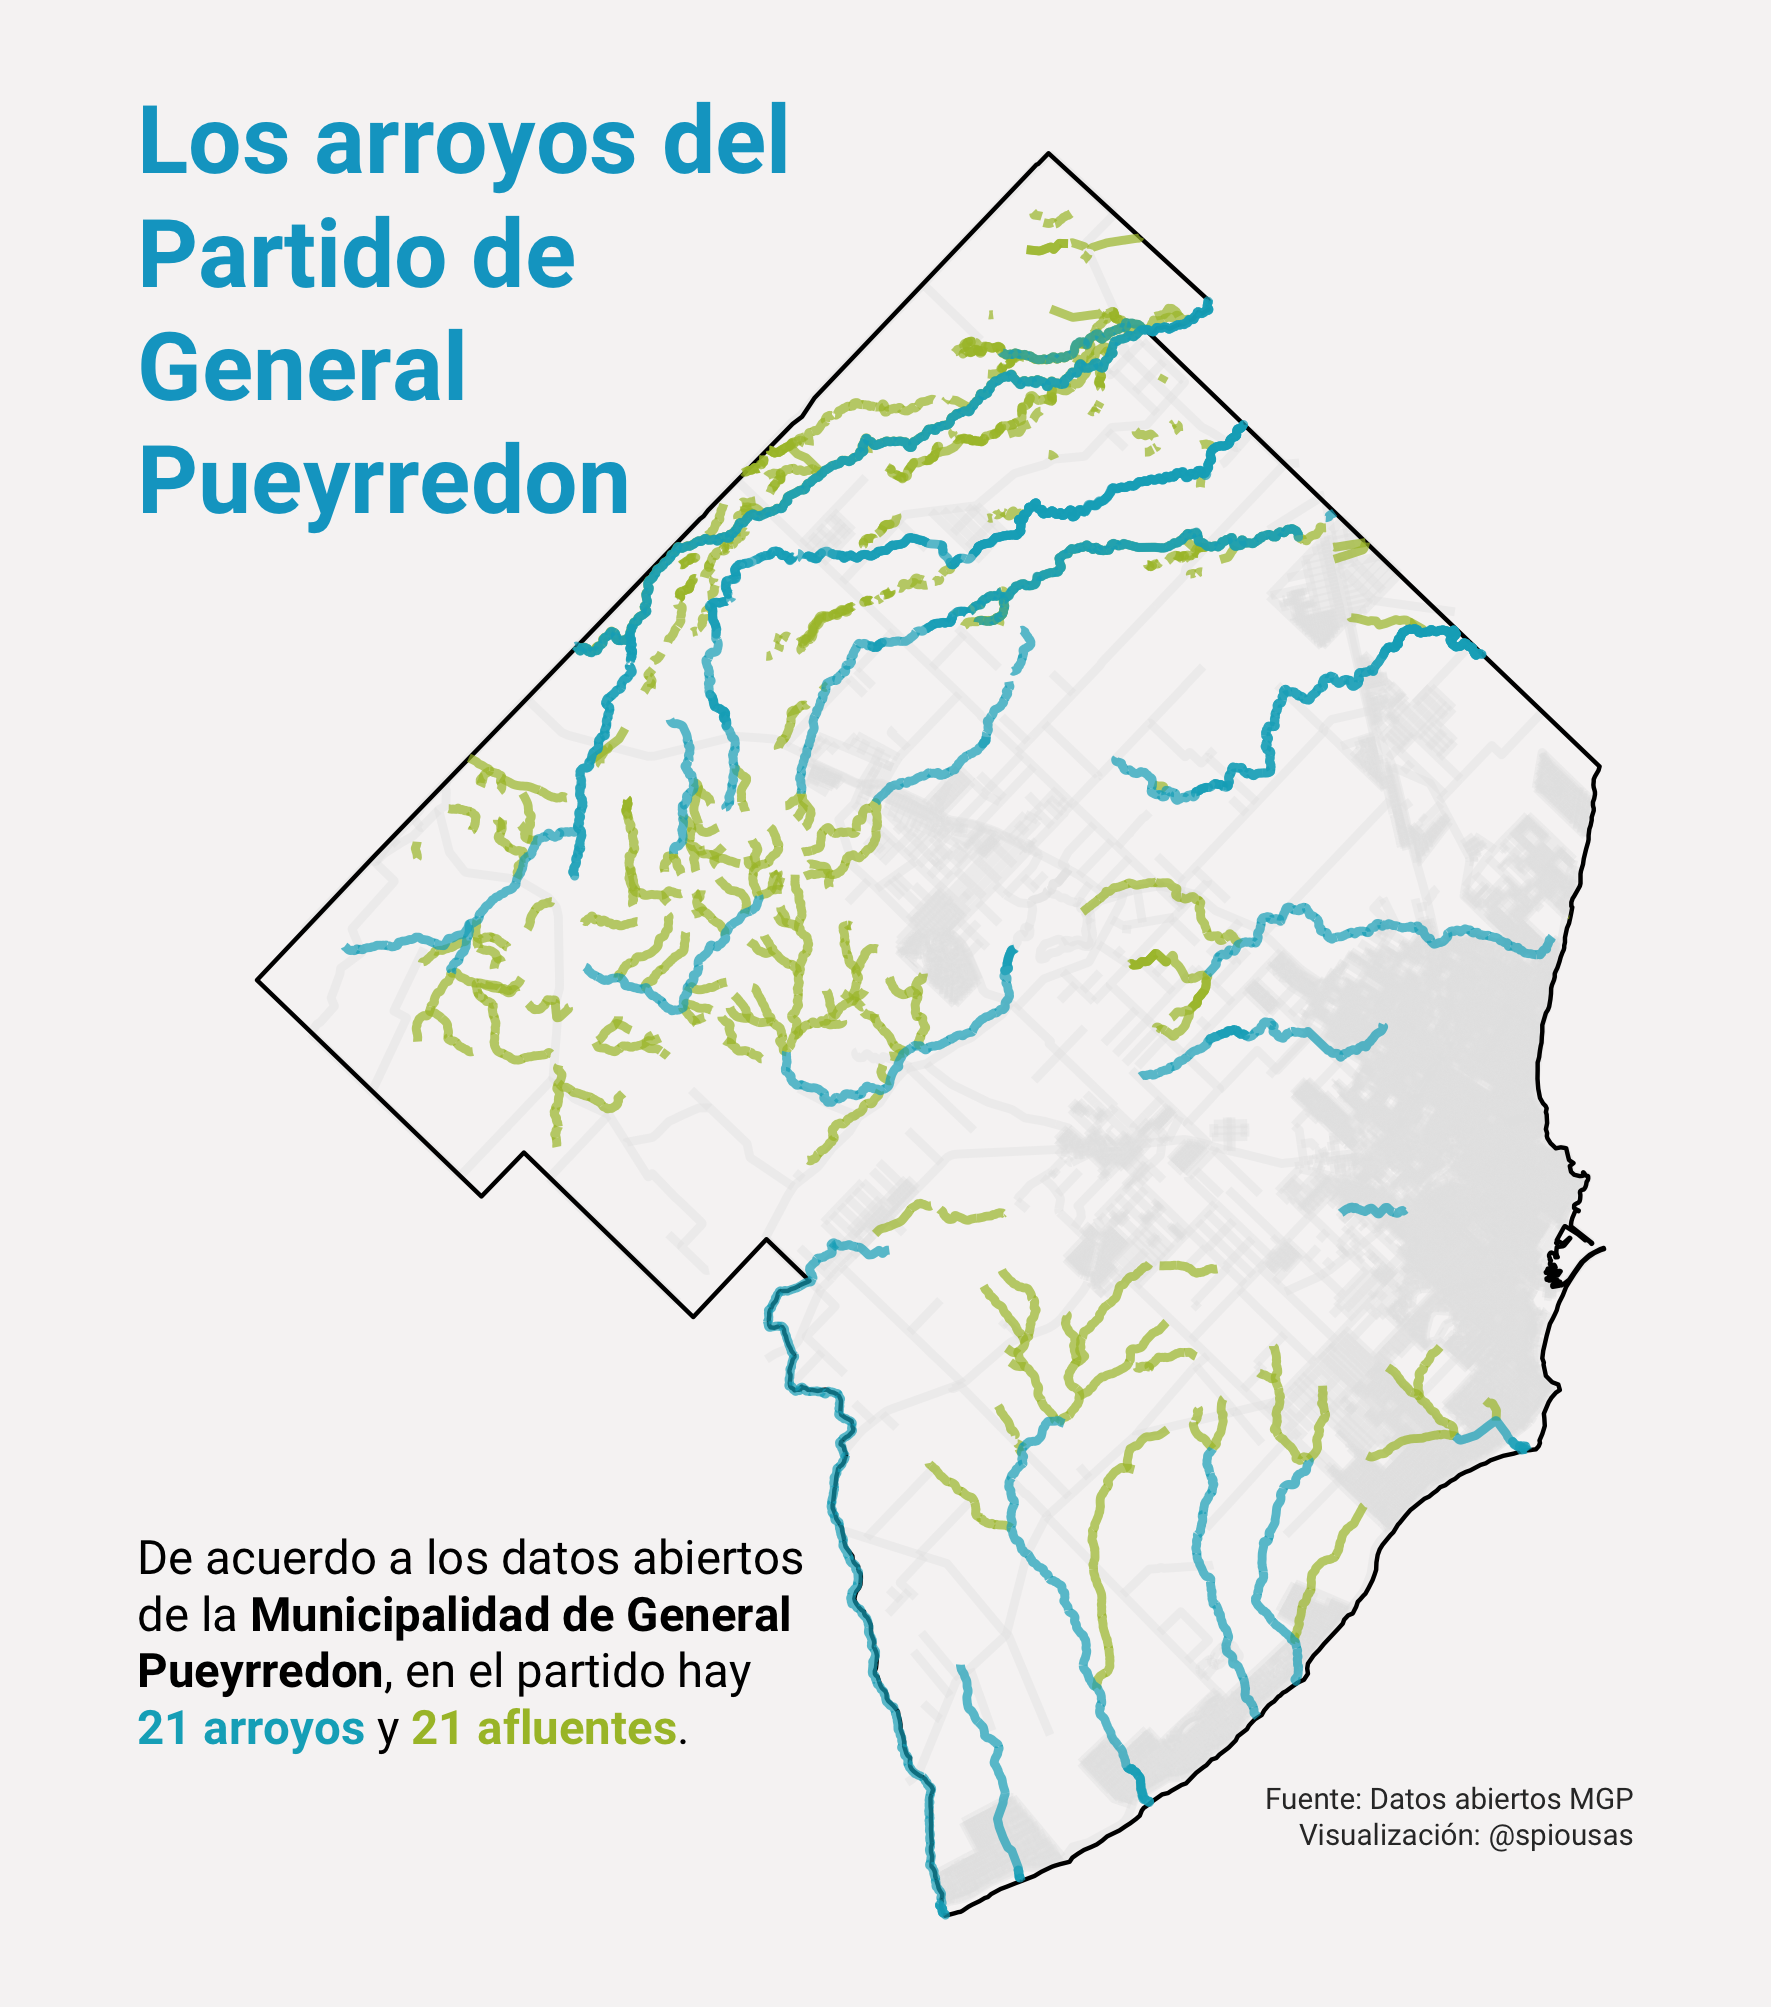 Los arroyos del
Partido de
General
Pueyrredon
De acuerdo a los datos abiertos
de la Municipalidad de General
Pueyrredon, en el partido hay
21 arroyos y 21 afluentes.
Fuente: Datos abiertos MGP
Visualización: @spiousas